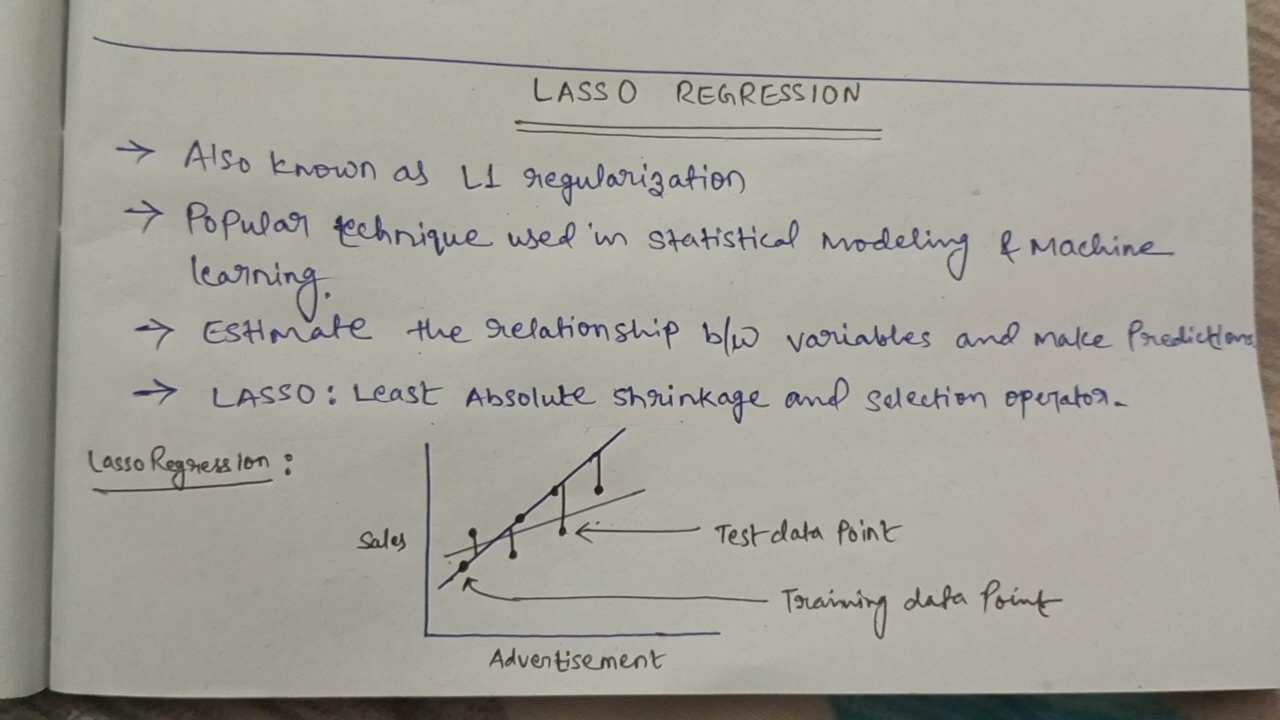 LASSO REGRESSION
→ Also known as L1 regularization
→ Popular technique used in statistical modeling & Machine
learning.
→ Estimate the relationship b/w variables and make Predictions
→ LASSO : Least Absolute shrinkage and selection operator.
Lasso Regression :
Sales
Test data Point
Training data Point
Advertisement